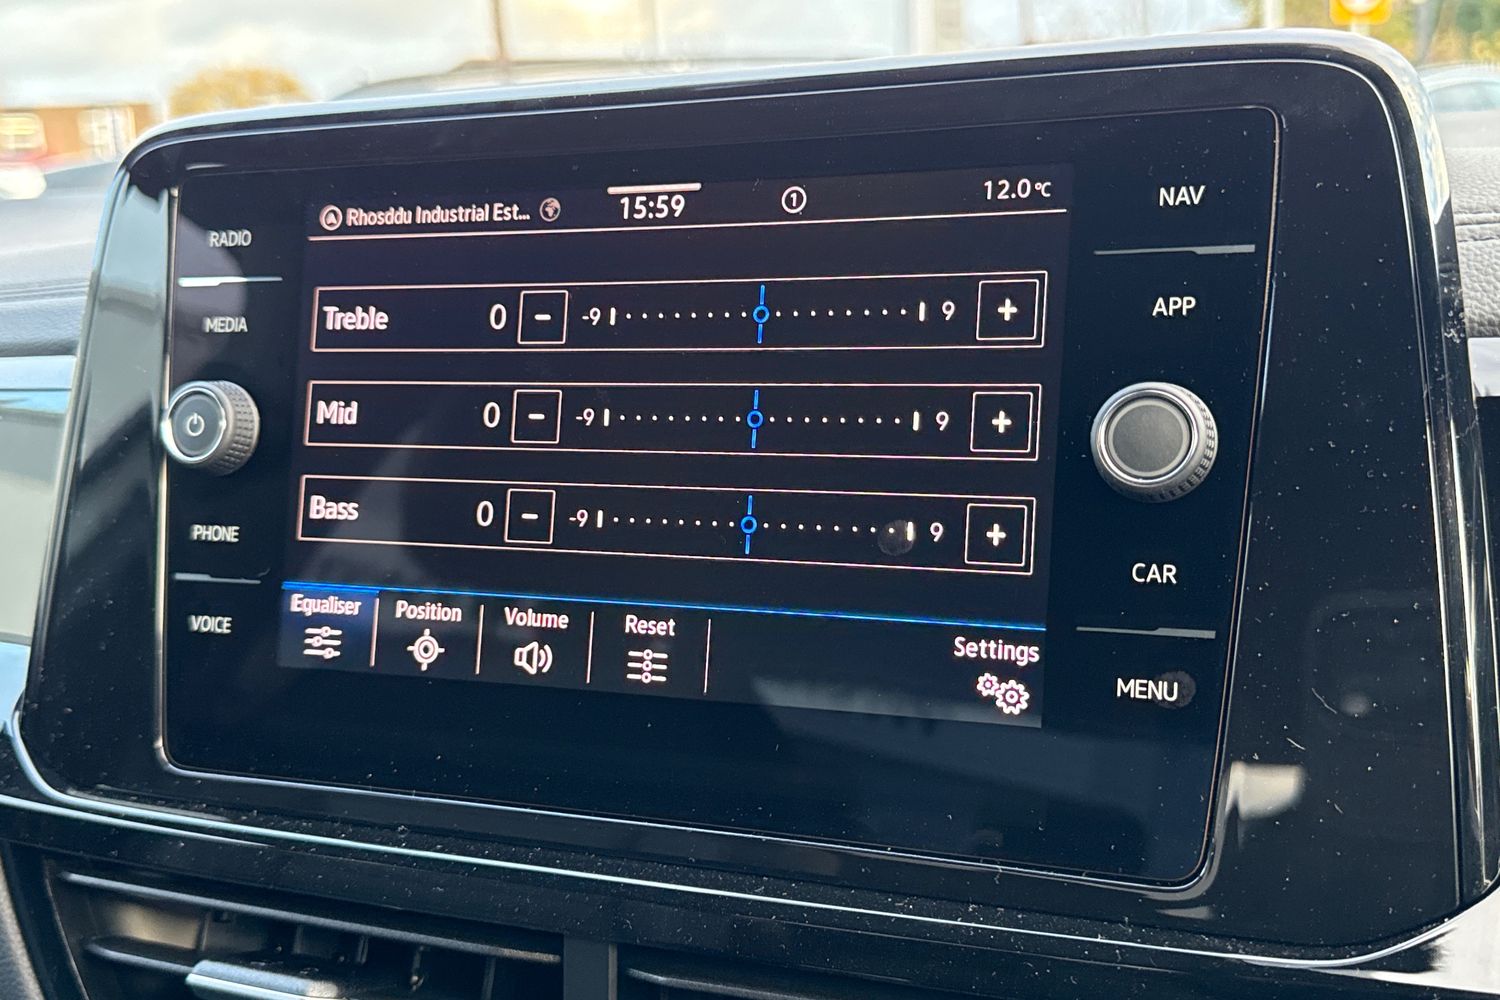 RADIO
MEDIA
PHONE
VOICE
Rhosddu Industrial Est...
15:59
1
12.0°C
Treble 0 - -9 9 +
Mid 0 - -9 9 +
Bass 0 - -9 9 +
Equaliser
Position
Volume
Reset
Settings
NAV
APP
CAR
MENU